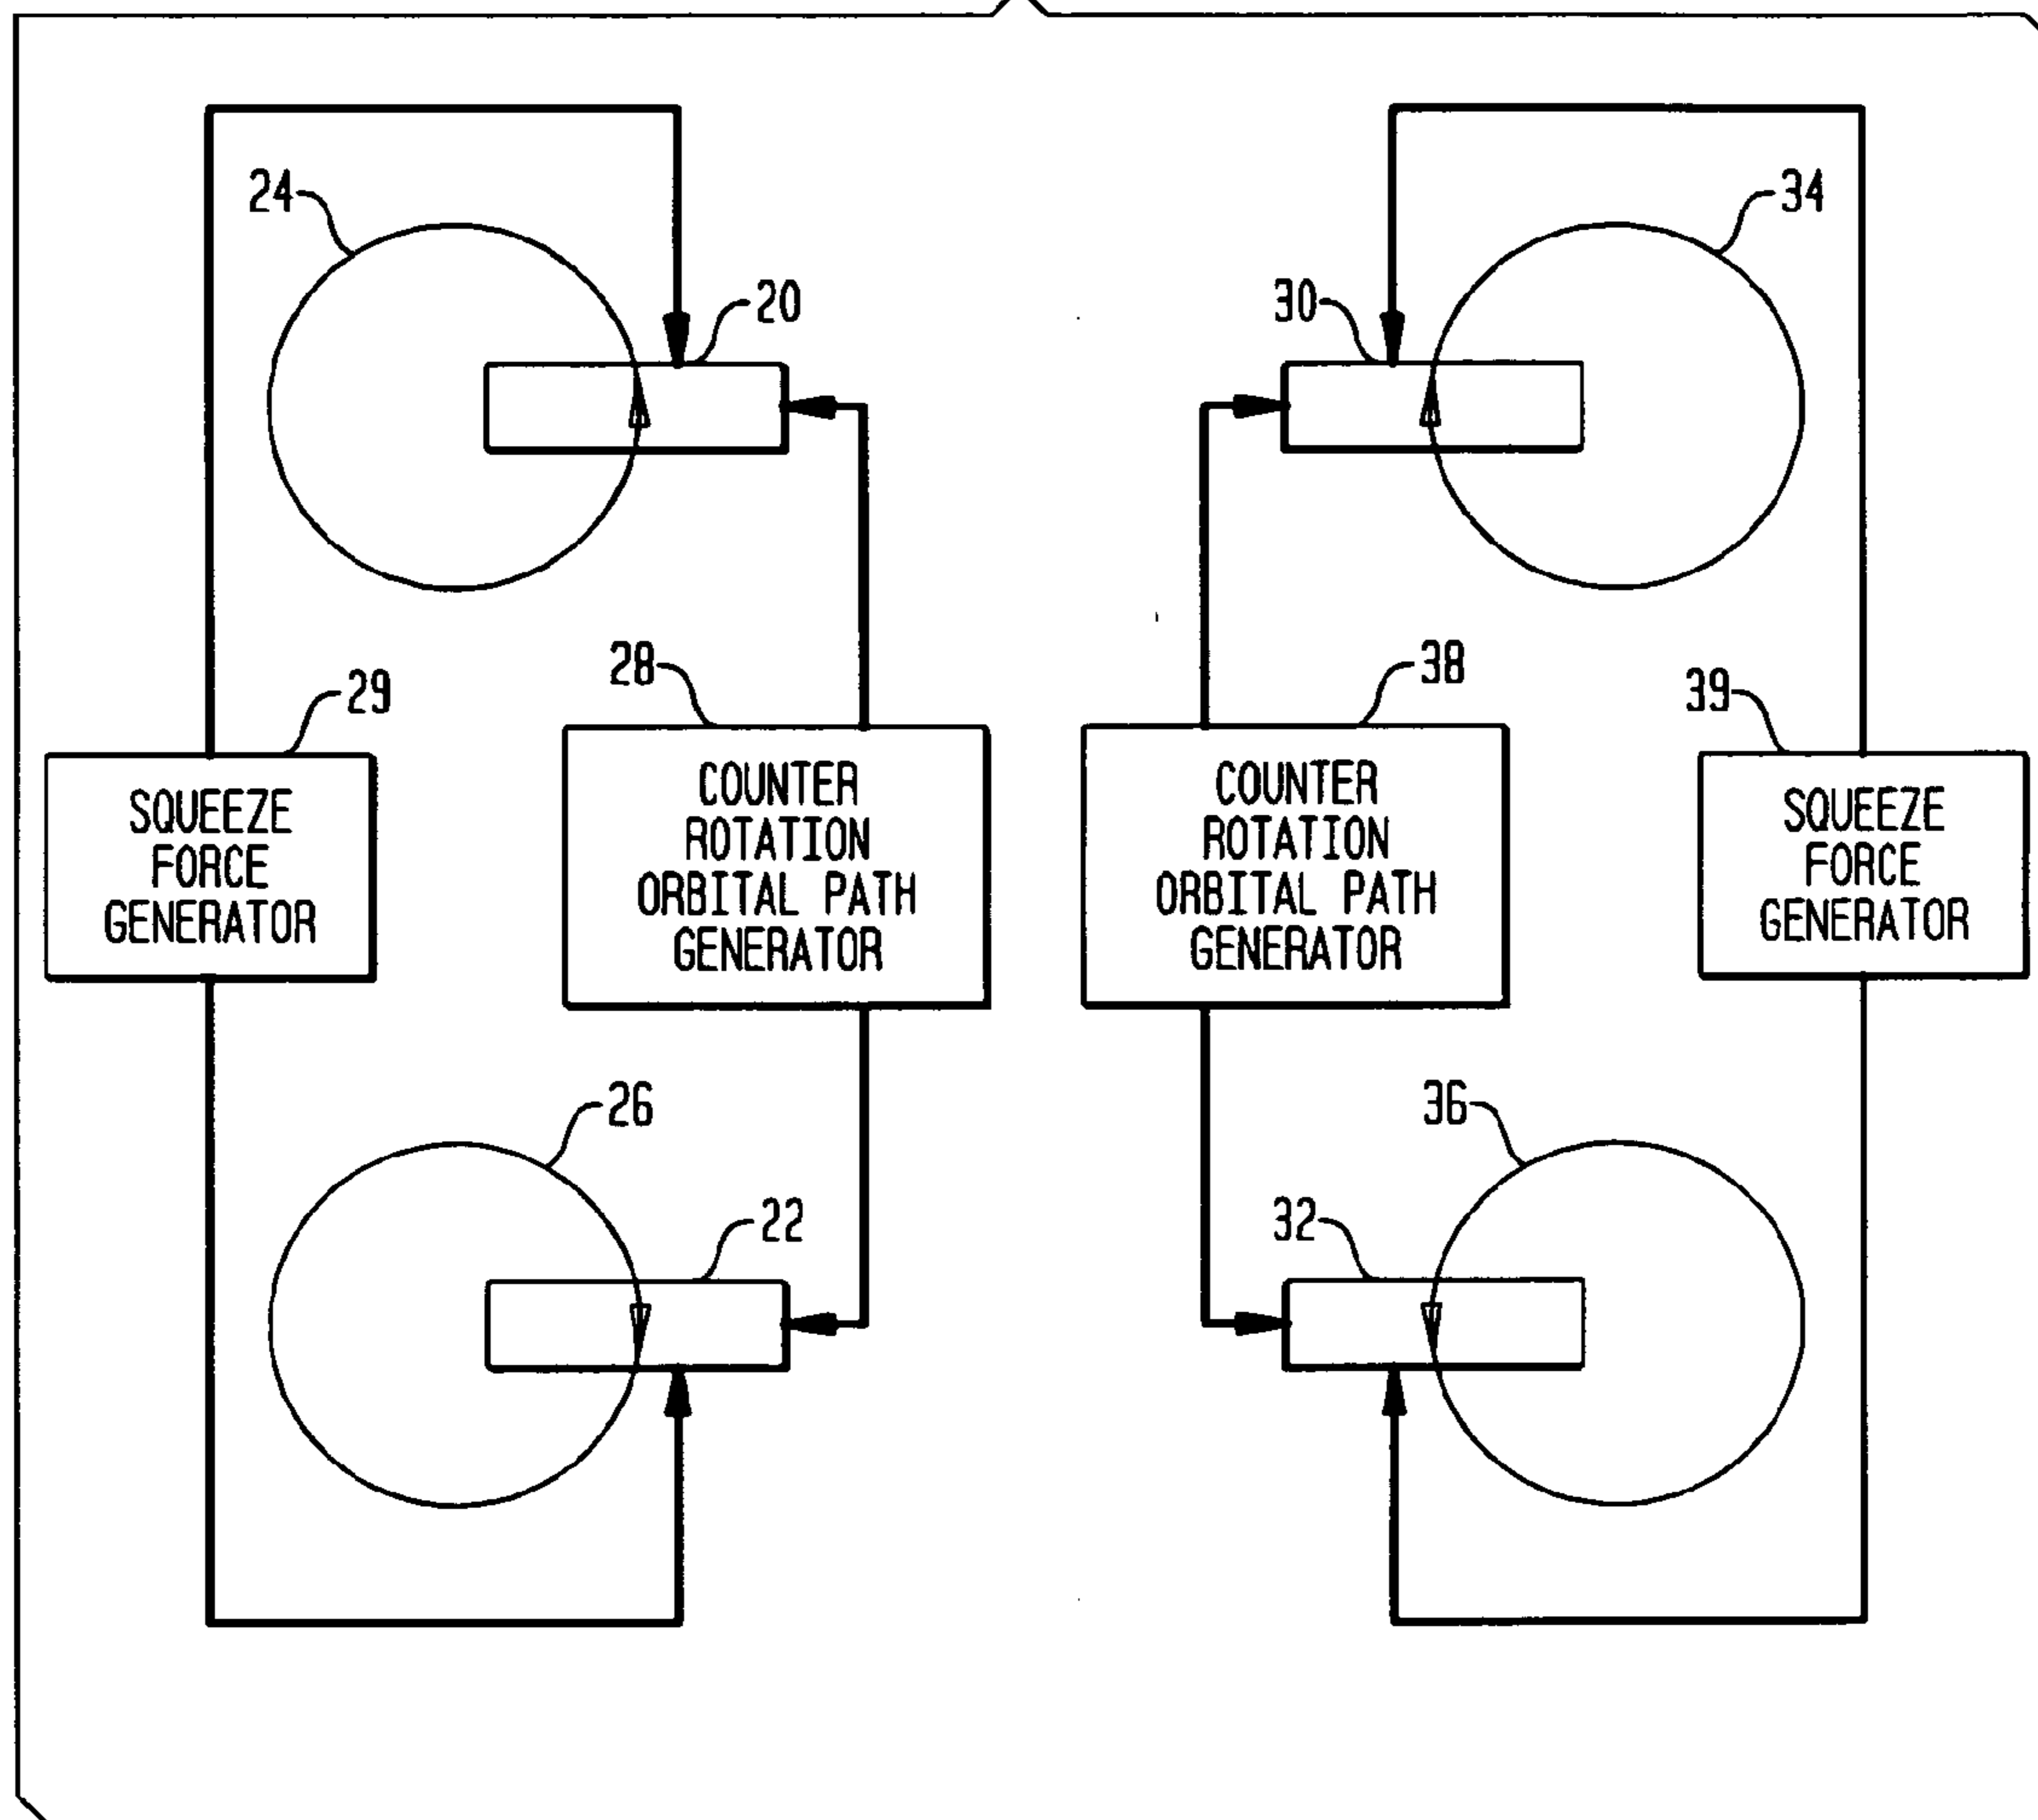 24
34
20
30
28
38
29
39
SQUEEZE
FORCE
GENERATOR
COUNTER
ROTATION
ORBITAL PATH
GENERATOR
COUNTER
ROTATION
ORBITAL PATH
GENERATOR
SQUEEZE
FORCE
GENERATOR
26
36
22
32